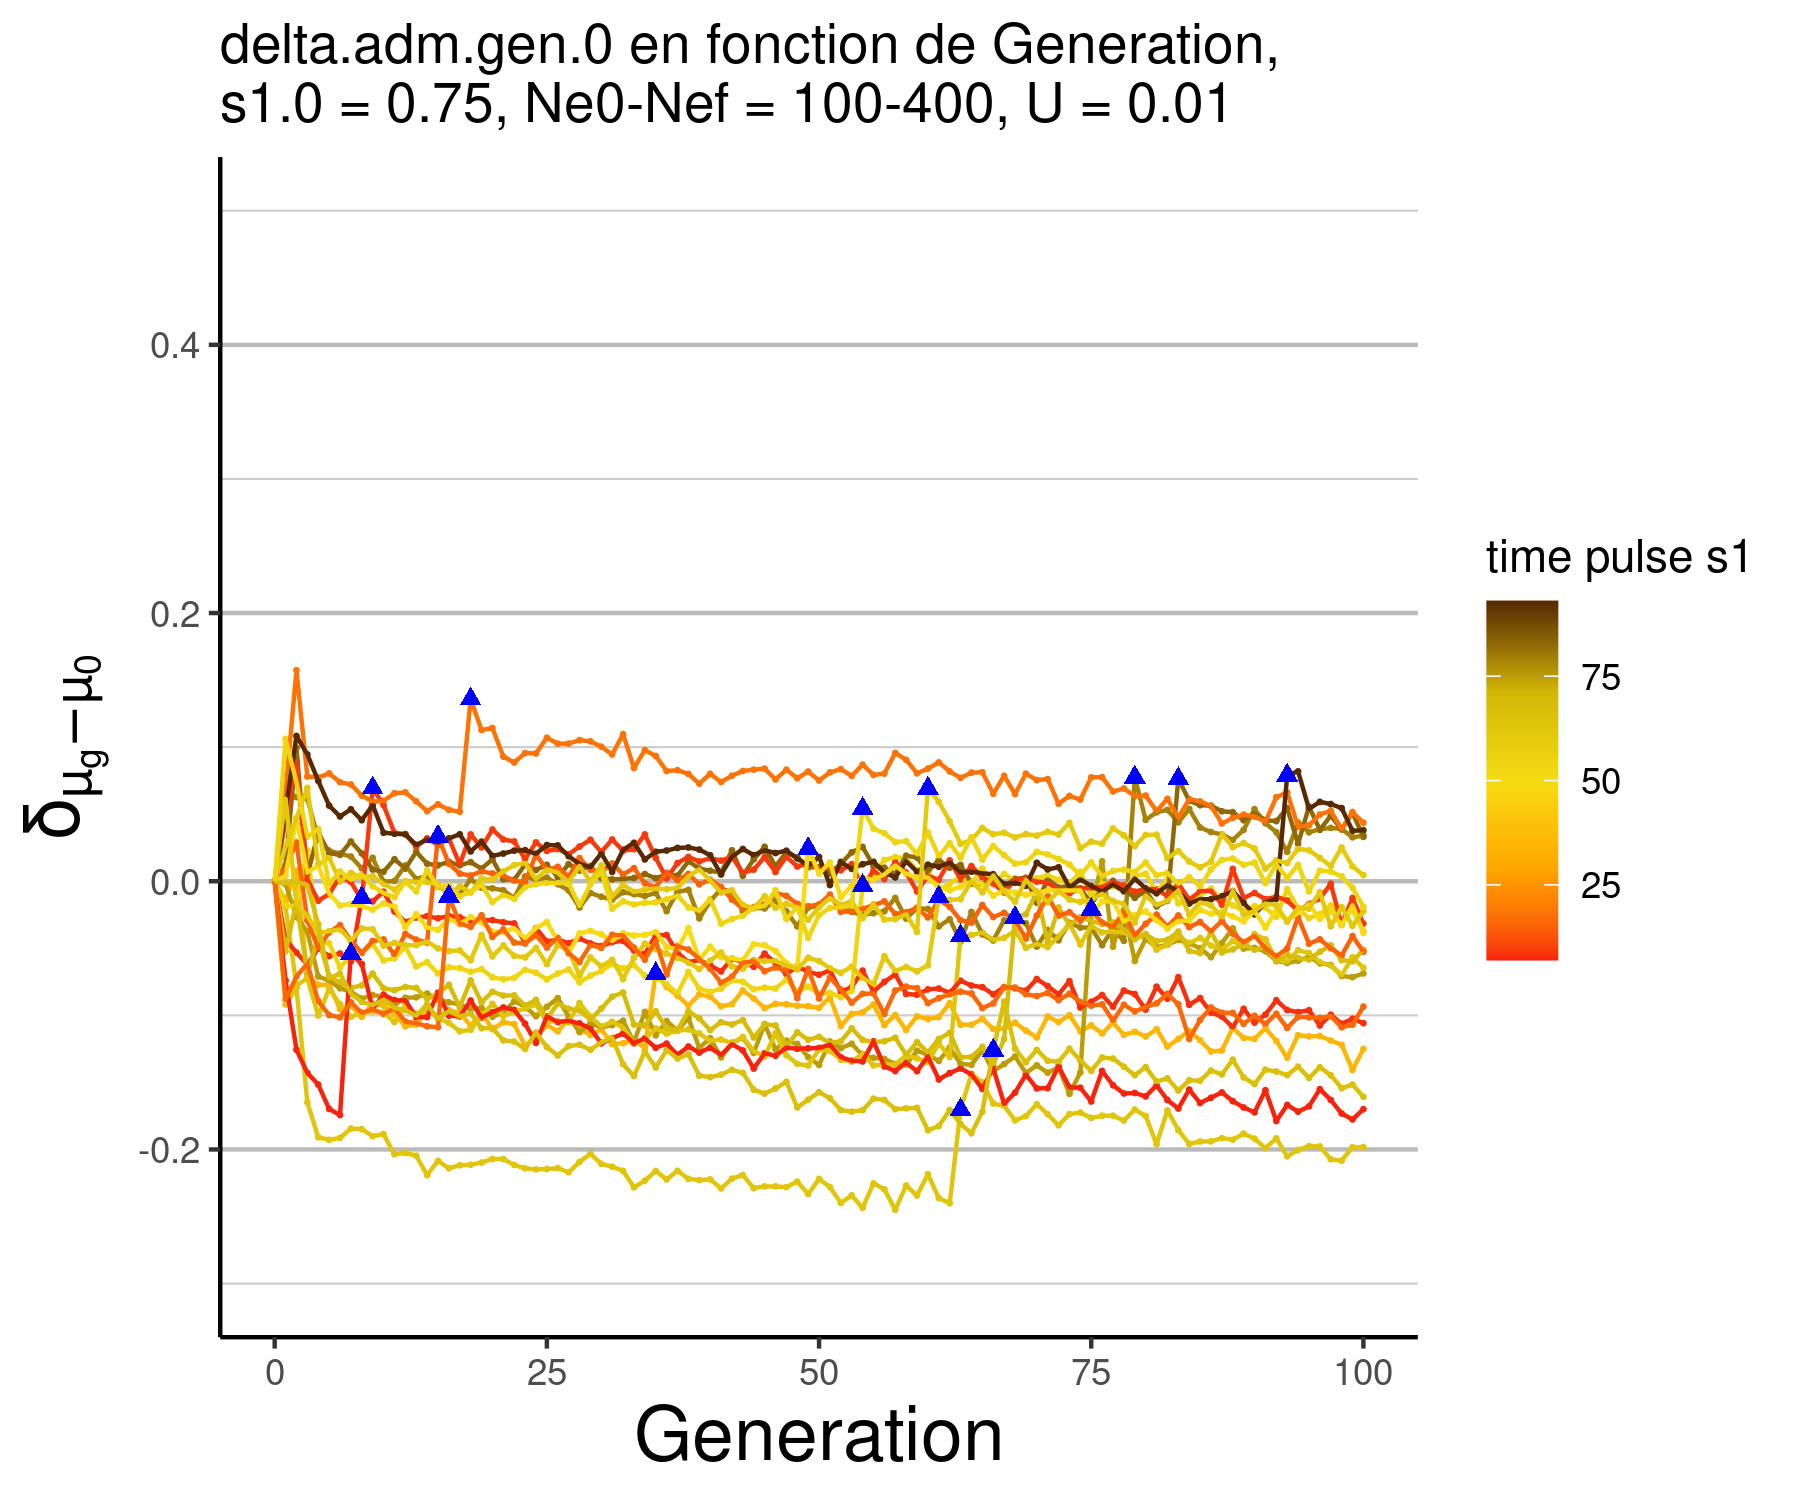 delta.adm.gen.0 en fonction de Generation,
s1.0 = 0.75, Ne0-Nef = 100-400, U = 0.01
δμg−μ0
0.4
0.2
0.0
-0.2
0 25 50 75 100
Generation
time pulse s1
75
50
25